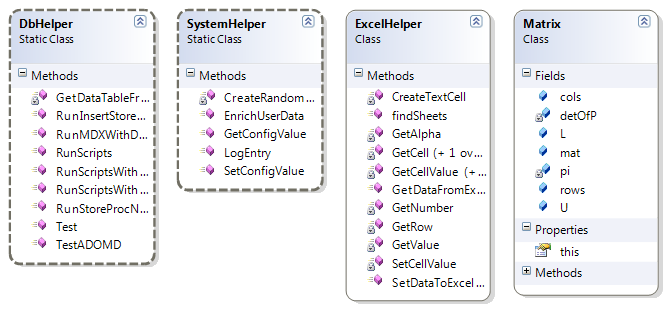 DbHelper
Static Class
Methods
GetDataTableFr...
RunInsertStore...
RunMDXWithD...
RunScripts
RunScriptsWith ...
RunScriptsWith ...
RunStoreProcN...
Test
TestADOMD
SystemHelper
Static Class
Methods
CreateRandom...
EnrichUserData
GetConfigValue
LogEntry
SetConfigValue
ExcelHelper
Class
Methods
CreateTextCell
findSheets
GetAlpha
GetCell (+ 1 ov...
GetCellValue (+...
GetDataFromEx...
GetNumber
GetRow
GetValue
SetCellValue
SetDataToExcel
Matrix
Class
Fields
cols
detOfP
L
mat
pi
rows
U
Properties
this
Methods